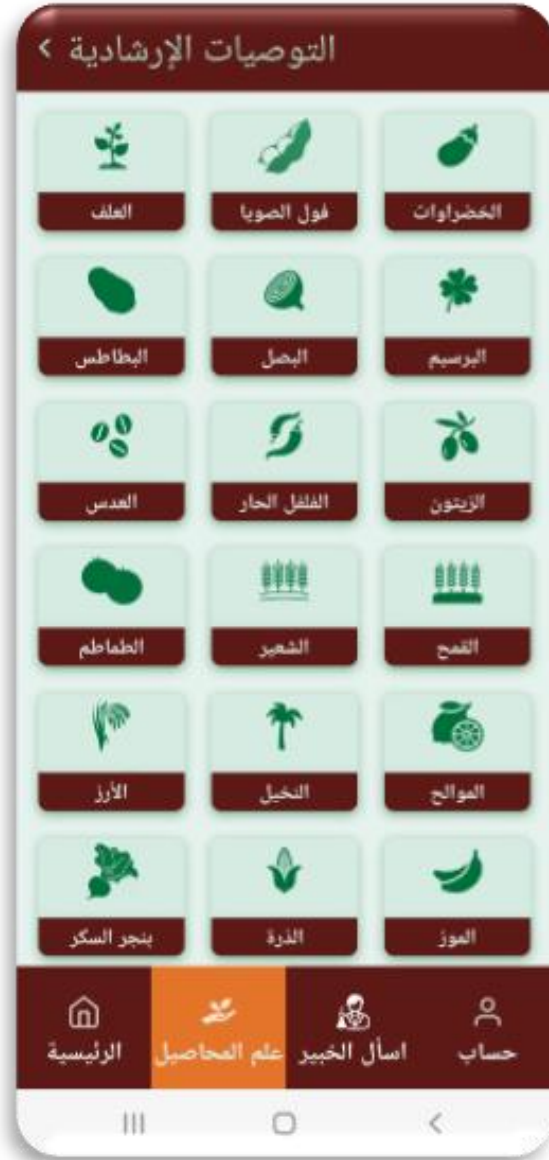 التوصيات الإرشادية
الخضراوات
فول الصويا
العلف
البرسيم
البصل
البطاطس
الزيتون
الفلفل الحار
العدس
القمح
الشعير
الطماطم
الموالح
النخيل
الأرز
الموز
الذرة
بنجر السكر
حساب
اسأل الخبير
علم المحاصيل
الرئيسية